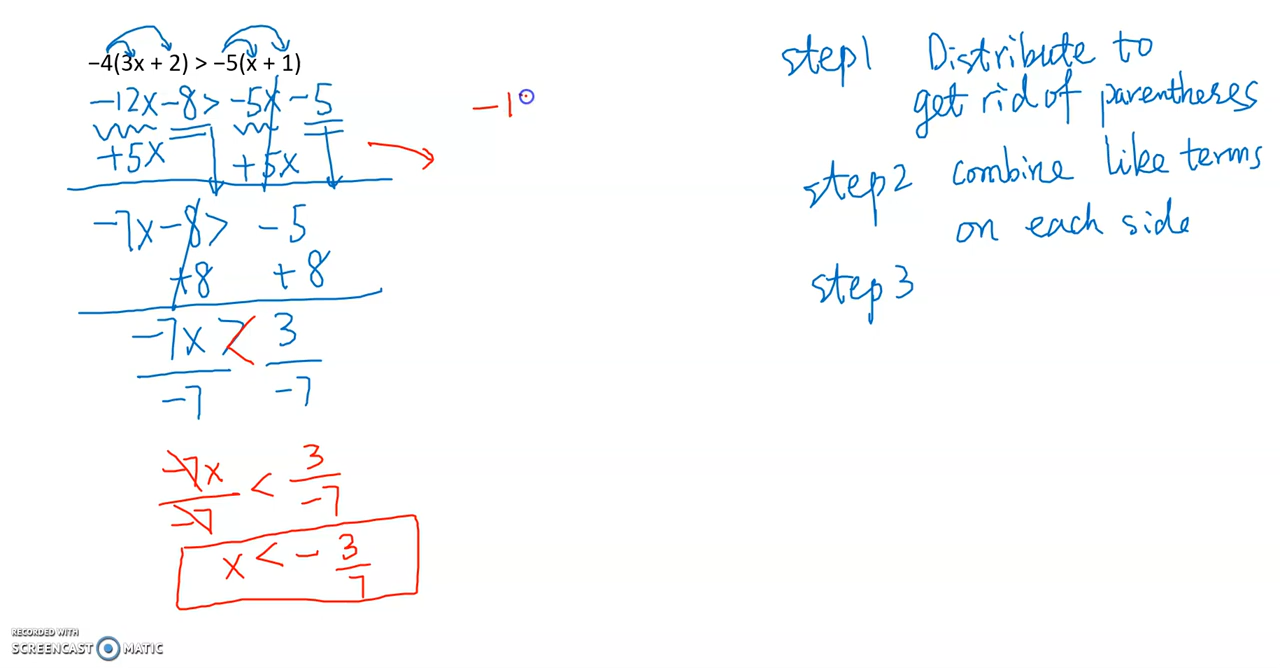 −4(3x + 2) > −5(x + 1)
−12x −8 > −5x −5
+5x +5x
−7x −8 > −5
+8 +8
−7x > < 3
−7 −7
−7x < 3
−7 −7
x < − 3
7
−1
step1 Distribute to
get rid of parentheses
step2 combine like terms
on each side
step3
RECORDED WITH
SCREENCAST MATIC